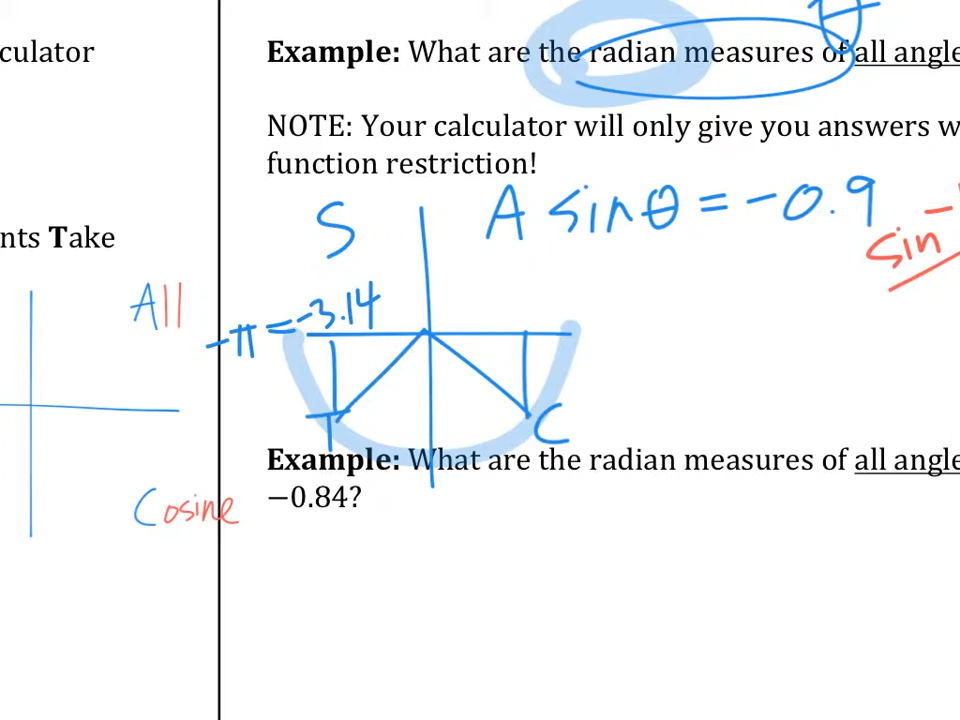 culator
nts Take
All
Cosine
θ
Example: What are the radian measures of all angle
NOTE: Your calculator will only give you answers w
function restriction!
S A sinθ = -0.9
sin -
-π = -3.14
T C
Example: What are the radian measures of all angle
−0.84?